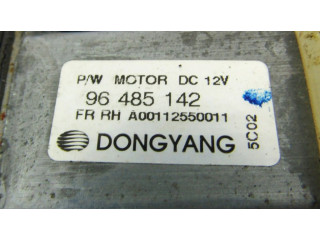 P/W MOTOR DC 12V
96 485 142
FR RH A00112550011
DONGYANG
5C02